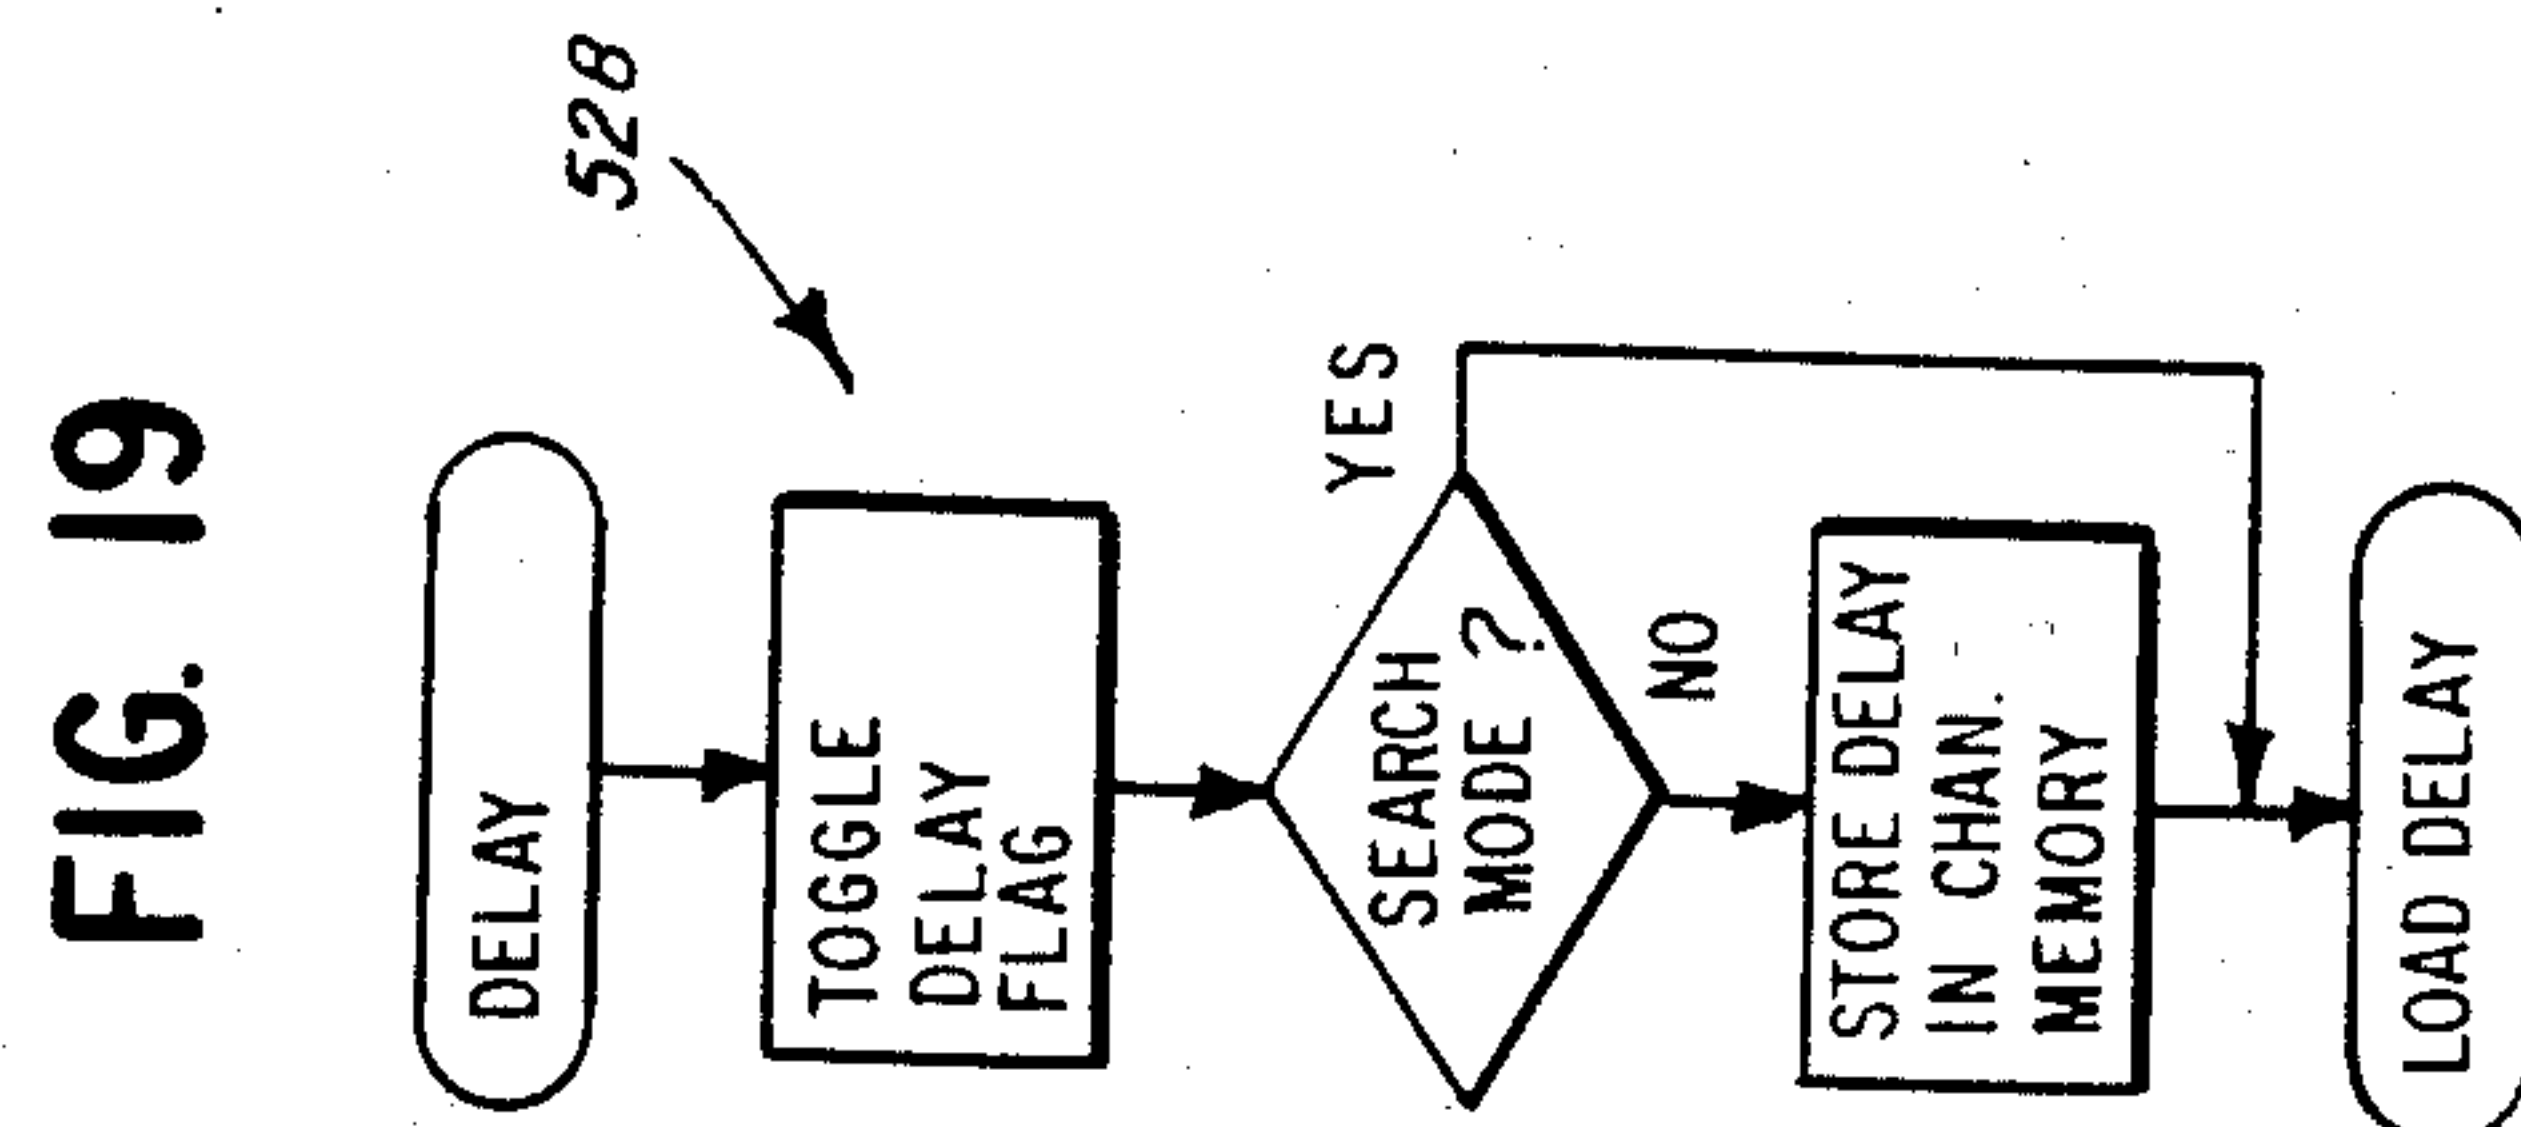 FIG. 19
528
DELAY
TOGGLE
DELAY
FLAG
SEARCH
MODE ?
YES
NO
STORE DELAY
IN CHAN.
MEMORY
LOAD DELAY